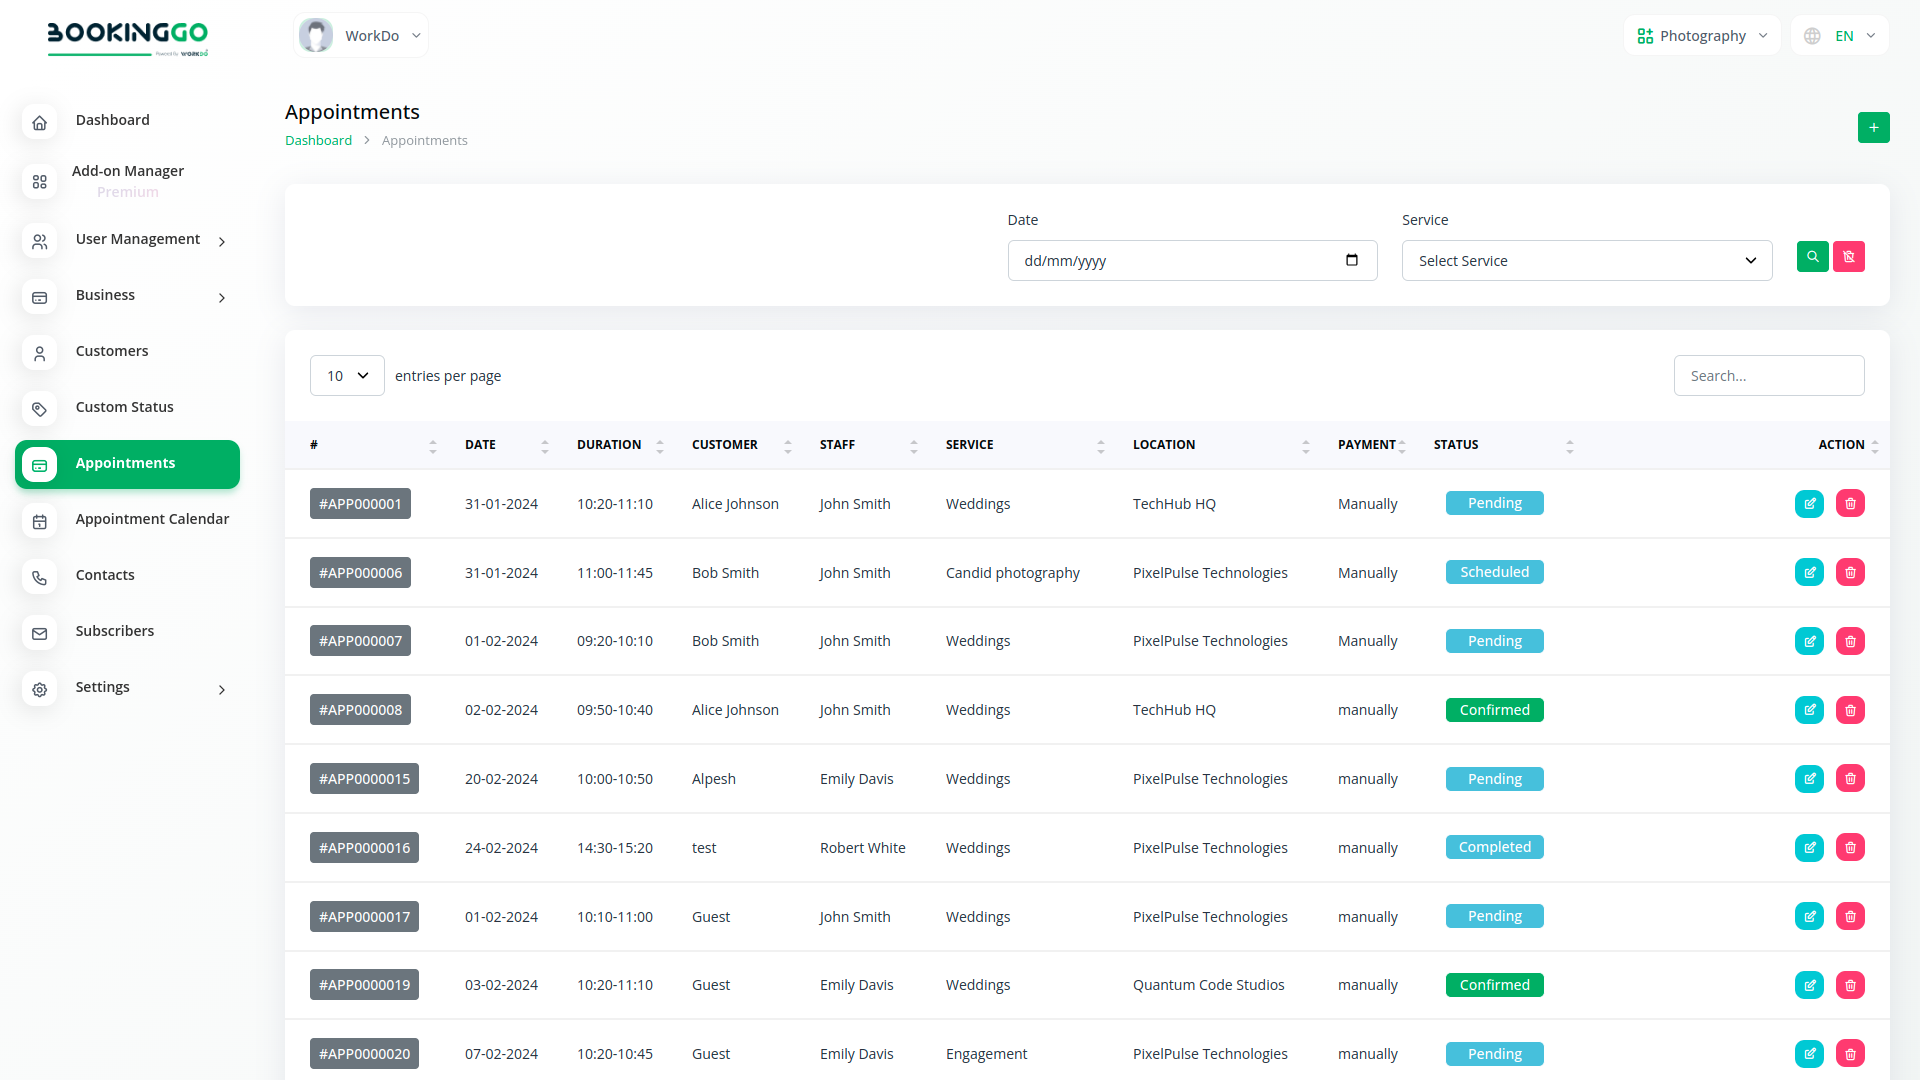 BOOKINGGO
Powered By WORKDO
WorkDo
Photography
EN
Dashboard
Add-on Manager
Premium
User Management
Business
Customers
Custom Status
Appointments
Appointment Calendar
Contacts
Subscribers
Settings
Appointments
Dashboard > Appointments
+
Date
Service
dd/mm/yyyy
Select Service
10 entries per page
Search...
# DATE DURATION CUSTOMER STAFF SERVICE LOCATION PAYMENT STATUS ACTION
#APP000001 31-01-2024 10:20-11:10 Alice Johnson John Smith Weddings TechHub HQ Manually Pending
#APP000006 31-01-2024 11:00-11:45 Bob Smith John Smith Candid photography PixelPulse Technologies Manually Scheduled
#APP000007 01-02-2024 09:20-10:10 Bob Smith John Smith Weddings PixelPulse Technologies Manually Pending
#APP000008 02-02-2024 09:50-10:40 Alice Johnson John Smith Weddings TechHub HQ manually Confirmed
#APP0000015 20-02-2024 10:00-10:50 Alpesh Emily Davis Weddings PixelPulse Technologies manually Pending
#APP0000016 24-02-2024 14:30-15:20 test Robert White Weddings PixelPulse Technologies manually Completed
#APP0000017 01-02-2024 10:10-11:00 Guest John Smith Weddings PixelPulse Technologies manually Pending
#APP0000019 03-02-2024 10:20-11:10 Guest Emily Davis Weddings Quantum Code Studios manually Confirmed
#APP0000020 07-02-2024 10:20-10:45 Guest Emily Davis Engagement PixelPulse Technologies manually Pending